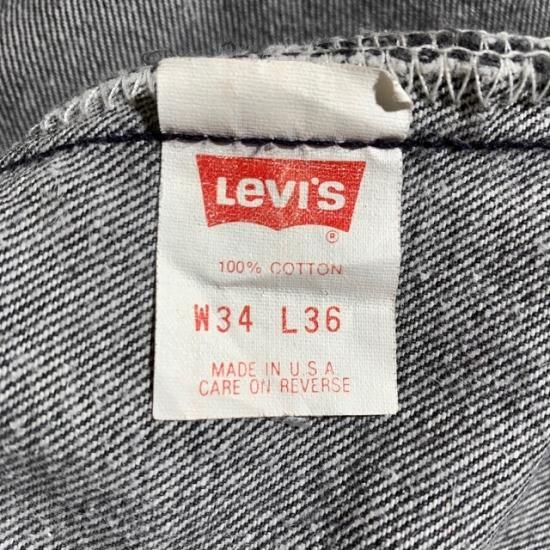 Levi's
®
100% COTTON
W34 L36
MADE IN U.S.A.
CARE ON REVERSE